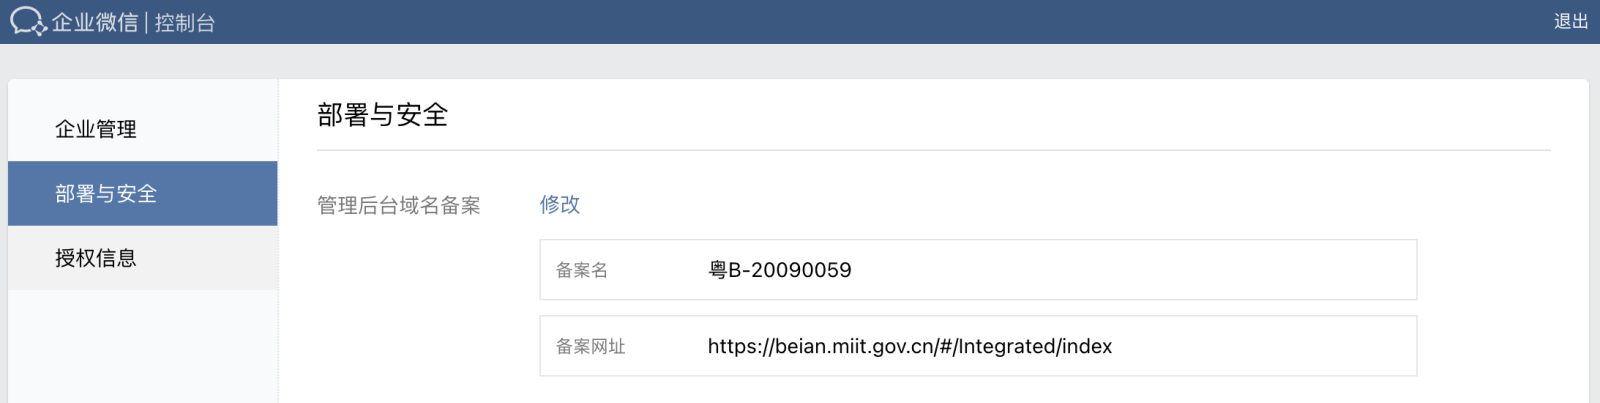 企业微信 | 控制台
退出
企业管理
部署与安全
授权信息
部署与安全
管理后台域名备案 修改
备案名 粤B-20090059
备案网址 https://beian.miit.gov.cn/#/Integrated/index